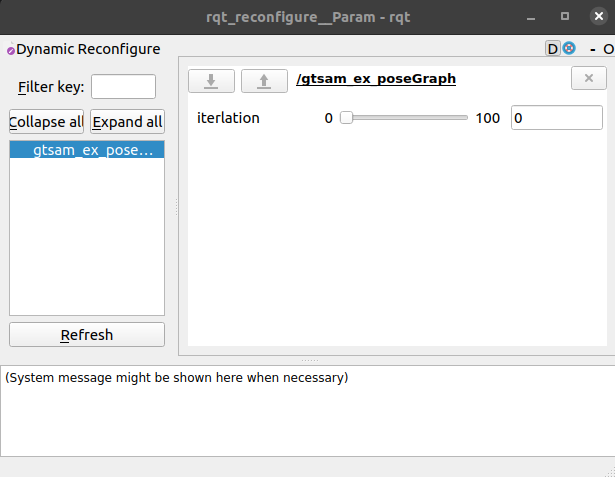 rqt_reconfigure__Param - rqt
Dynamic Reconfigure
D
- O
Filter key:
Collapse all
Expand all
gtsam_ex_pose...
Refresh
/gtsam_ex_poseGraph
iterlation
0
100
0
(System message might be shown here when necessary)